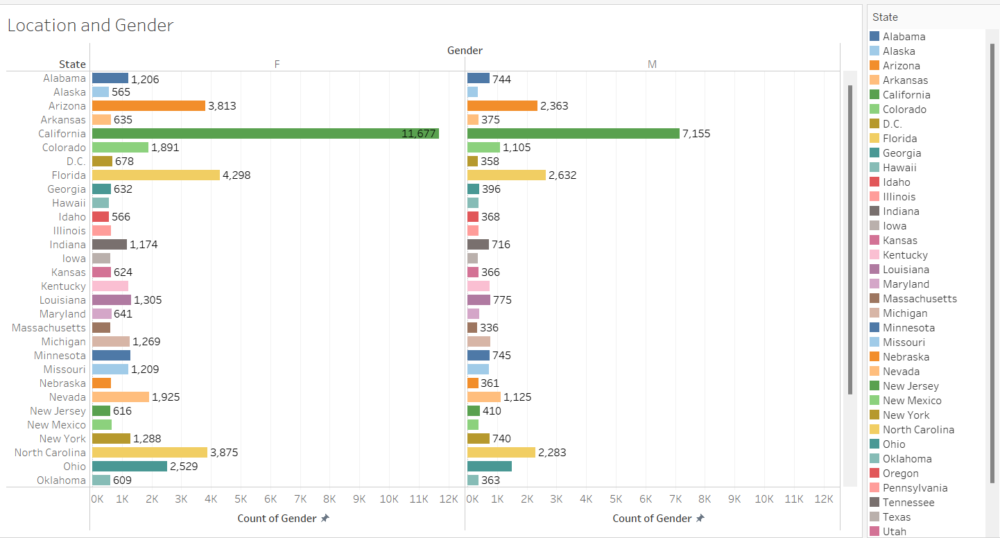 Location and Gender
Gender
State F M
Alabama 1,206 744
Alaska 565
Arizona 3,813 2,363
Arkansas 635 375
California 11,677 7,155
Colorado 1,891 1,105
D.C. 678 358
Florida 4,298 2,632
Georgia 632 396
Hawaii
Idaho 566 368
Illinois
Indiana 1,174 716
Iowa
Kansas 624 366
Kentucky
Louisiana 1,305 775
Maryland 641
Massachusetts 336
Michigan 1,269
Minnesota 745
Missouri 1,209
Nebraska 361
Nevada 1,925 1,125
New Jersey 616 410
New Mexico
New York 1,288 740
North Carolina 3,875 2,283
Ohio 2,529
Oklahoma 609 363
0K 1K 2K 3K 4K 5K 6K 7K 8K 9K 10K 11K 12K 0K 1K 2K 3K 4K 5K 6K 7K 8K 9K 10K 11K 12K
Count of Gender Count of Gender
State
Alabama
Alaska
Arizona
Arkansas
California
Colorado
D.C.
Florida
Georgia
Hawaii
Idaho
Illinois
Indiana
Iowa
Kansas
Kentucky
Louisiana
Maryland
Massachusetts
Michigan
Minnesota
Missouri
Nebraska
Nevada
New Jersey
New Mexico
New York
North Carolina
Ohio
Oklahoma
Oregon
Pennsylvania
Tennessee
Texas
Utah